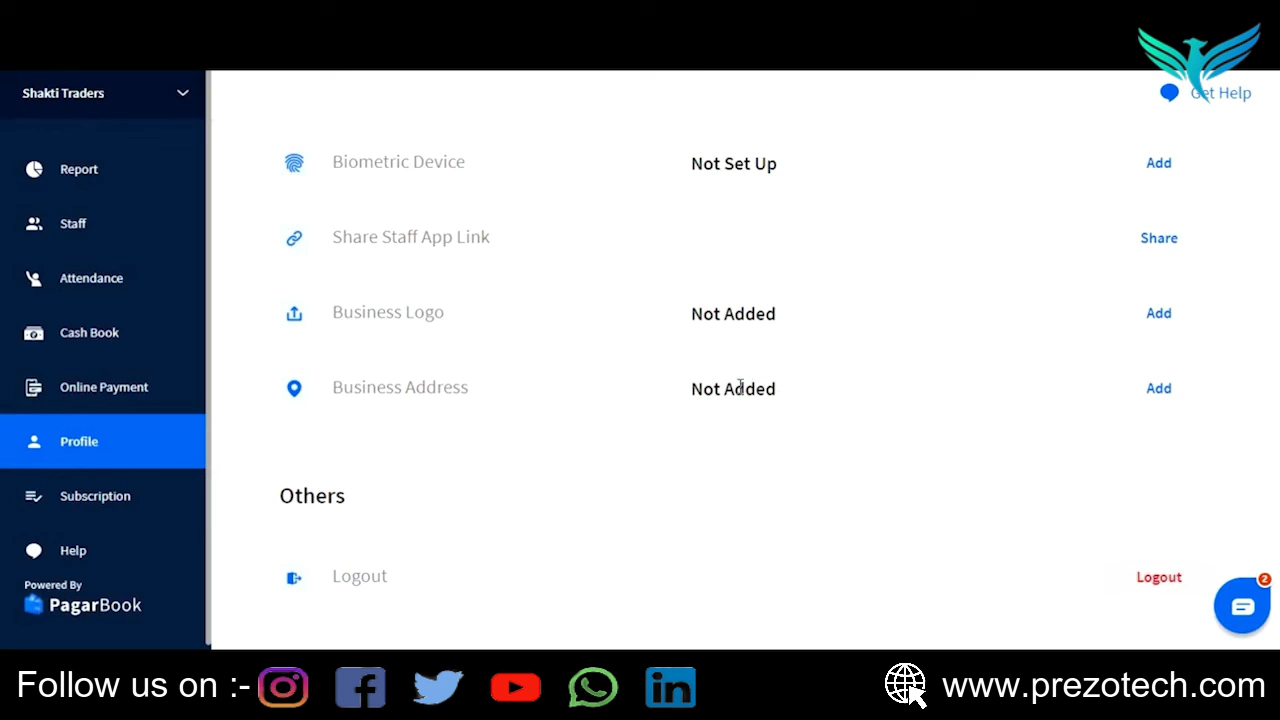 Shakti Traders
Get Help
Report
Staff
Attendance
Cash Book
Online Payment
Profile
Subscription
Help
Powered By
PagarBook
Biometric Device Not Set Up Add
Share Staff App Link Share
Business Logo Not Added Add
Business Address Not Added Add
Others
Logout Logout
2
Follow us on :- www.prezotech.com